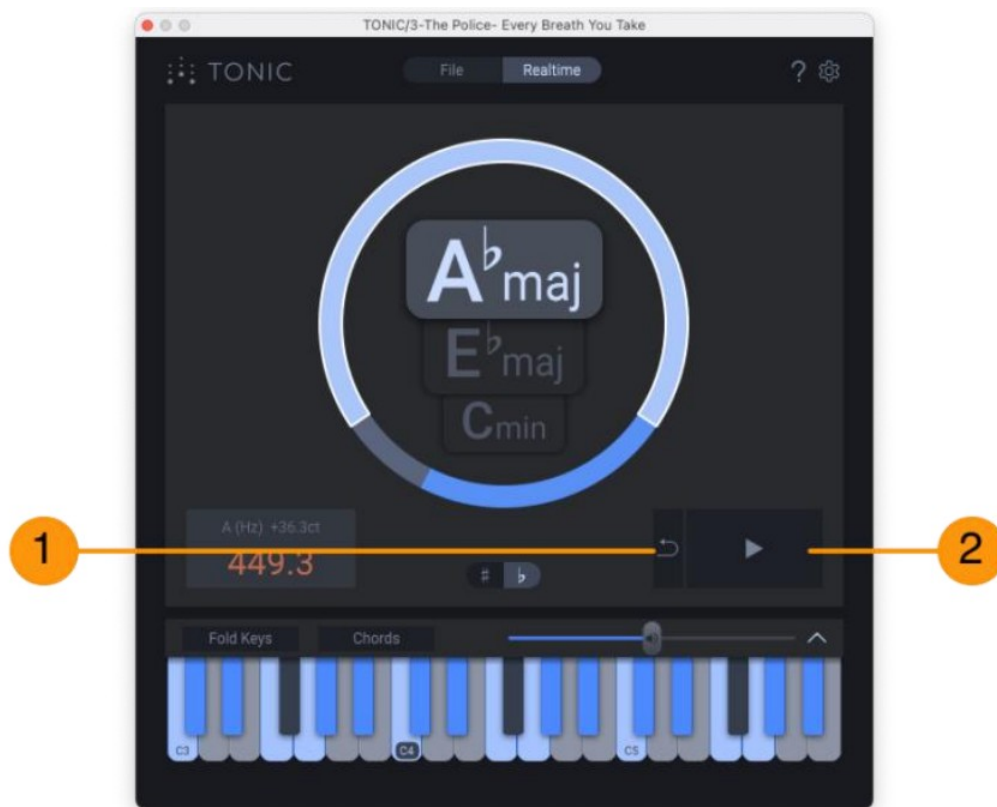 TONIC/3-The Police- Every Breath You Take
TONIC
File Realtime
?
A♭maj
E♭maj
Cmin
1
A (Hz) +36.3ct
449.3
2
♯ ♭
Fold Keys Chords
C3 C4 C5